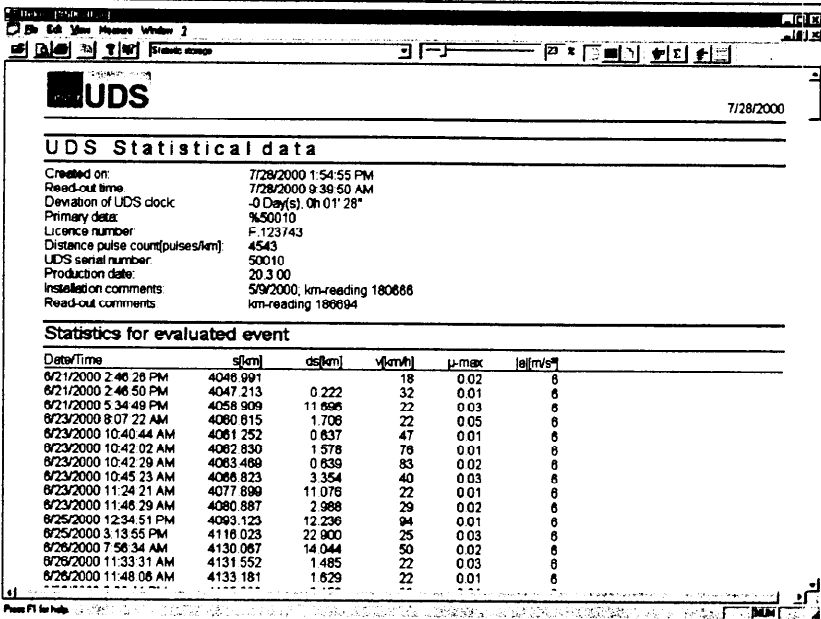 File Edit View Measure Window ?
Statistic storage
23 %
UDS
7/28/2000
UDS Statistical data
Created on: 7/28/2000 1:54:55 PM
Read-out time: 7/28/2000 9:39:50 AM
Deviation of UDS clock: -0 Day(s), 0h 01' 28"
Primary data: %50010
Licence number: F.123743
Distance pulse count[pulses/km]: 4543
UDS serial number: 50010
Production date: 20.3.00
Installation comments: 5/9/2000; km-reading 180666
Read-out comments km-reading 186694
Statistics for evaluated event
Date/Time s[km] ds[km] v[km/h] µ-max |a|[m/s²]
6/21/2000 2:46:26 PM 4046.991 18 0.02 6
6/21/2000 2:46:50 PM 4047.213 0.222 32 0.01 6
6/21/2000 5:34:49 PM 4058.909 11.696 22 0.03 6
6/23/2000 8:07:22 AM 4060.615 1.706 22 0.05 6
6/23/2000 10:40:44 AM 4061.252 0.637 47 0.01 6
6/23/2000 10:42:02 AM 4062.830 1.578 76 0.01 6
6/23/2000 10:42:29 AM 4063.469 0.639 83 0.02 6
6/23/2000 10:45:23 AM 4066.823 3.354 40 0.03 6
6/23/2000 11:24:21 AM 4077.899 11.076 22 0.01 6
6/23/2000 11:46:29 AM 4080.887 2.988 29 0.02 6
6/25/2000 12:34:51 PM 4093.123 12.236 94 0.01 6
6/25/2000 3:13:55 PM 4116.023 22.900 25 0.03 6
6/26/2000 7:56:34 AM 4130.067 14.044 50 0.02 6
6/26/2000 11:33:31 AM 4131.552 1.485 22 0.03 6
6/26/2000 11:48:06 AM 4133.181 1.629 22 0.01 6
Press F1 for help.
NUM